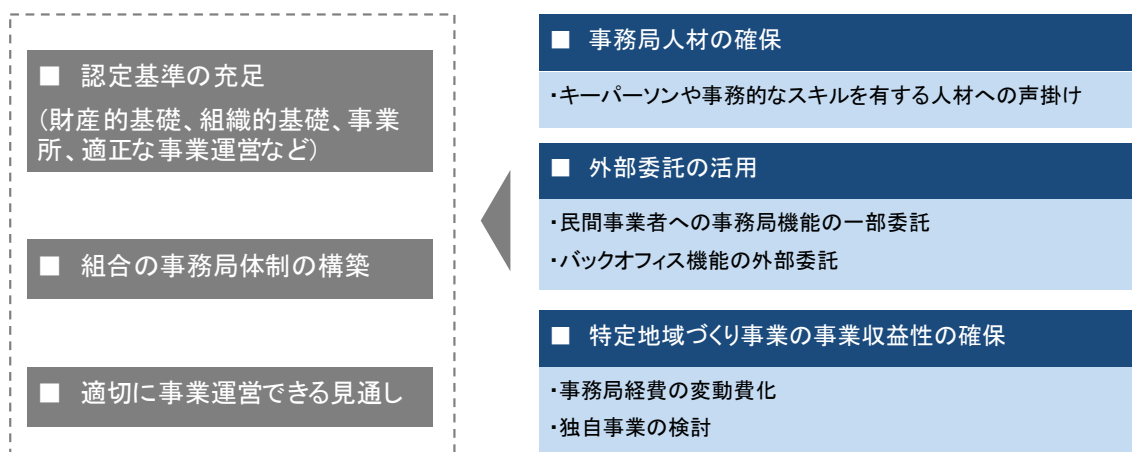 ■ 認定基準の充足
(財産的基礎、組織的基礎、事業
所、適正な事業運営など)
■ 組合の事務局体制の構築
■ 適切に事業運営できる見通し
■ 事務局人材の確保
・キーパーソンや事務的なスキルを有する人材への声掛け
■ 外部委託の活用
・民間事業者への事務局機能の一部委託
・バックオフィス機能の外部委託
■ 特定地域づくり事業の事業収益性の確保
・事務局経費の変動費化
・独自事業の検討